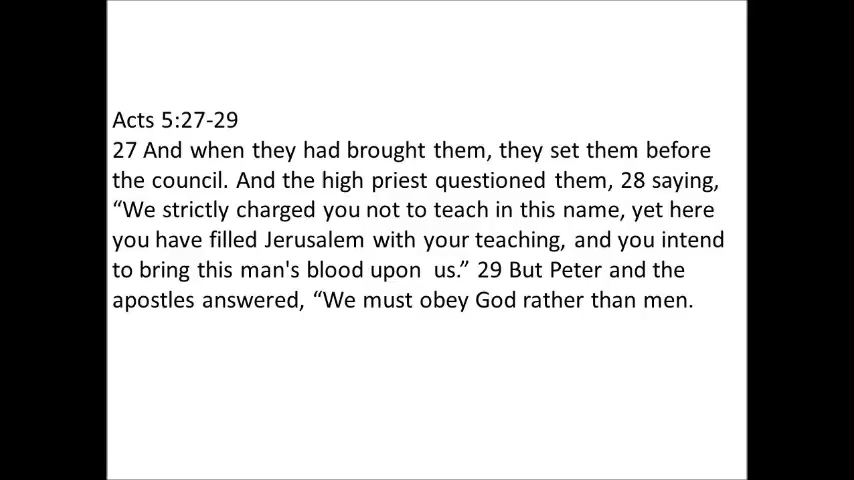 Acts 5:27-29
27 And when they had brought them, they set them before
the council. And the high priest questioned them, 28 saying,
“We strictly charged you not to teach in this name, yet here
you have filled Jerusalem with your teaching, and you intend
to bring this man's blood upon  us.” 29 But Peter and the
apostles answered, “We must obey God rather than men.